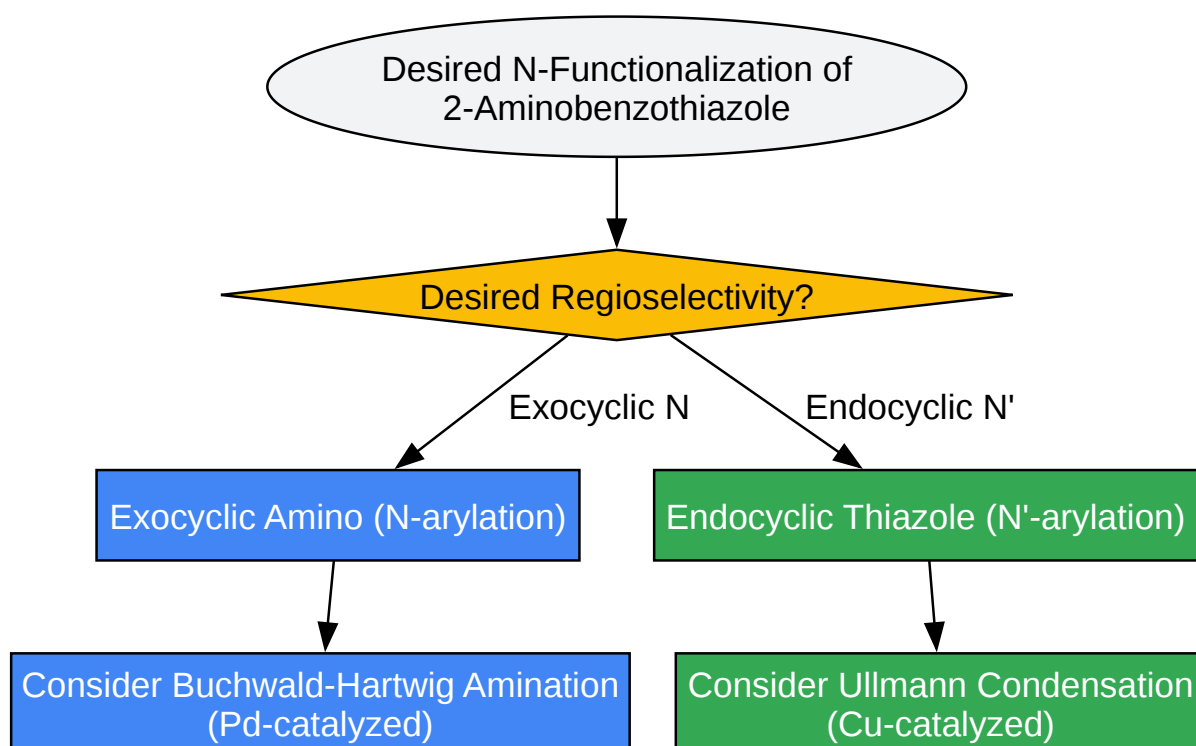 Desired N-Functionalization of
2-Aminobenzothiazole
Desired Regioselectivity?
Exocyclic N
Endocyclic N'
Exocyclic Amino (N-arylation)
Endocyclic Thiazole (N'-arylation)
Consider Buchwald-Hartwig Amination
(Pd-catalyzed)
Consider Ullmann Condensation
(Cu-catalyzed)